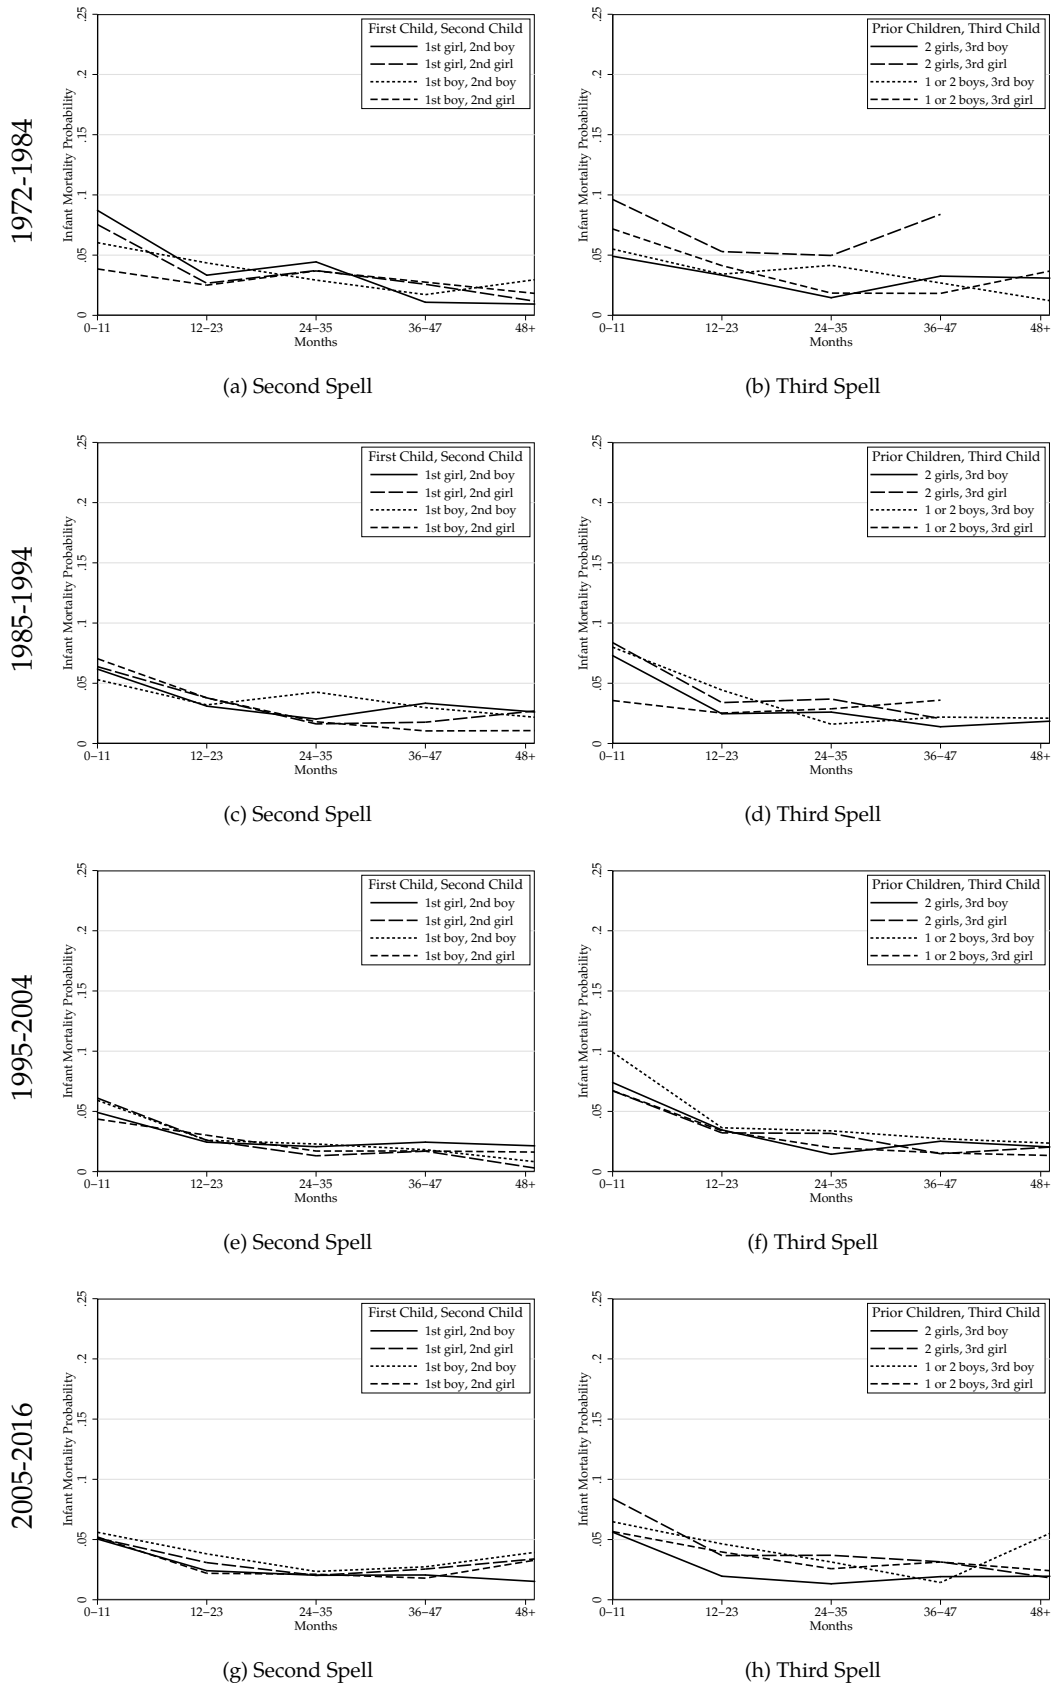 1972-1984
Infant Mortality Probability
0 .05 .1 .15 .2 .25
First Child, Second Child
1st girl, 2nd boy
1st girl, 2nd girl
1st boy, 2nd boy
1st boy, 2nd girl
0–11 12–23 24–35 36–47 48+
Months
(a) Second Spell
Infant Mortality Probability
0 .05 .1 .15 .2 .25
Prior Children, Third Child
2 girls, 3rd boy
2 girls, 3rd girl
1 or 2 boys, 3rd boy
1 or 2 boys, 3rd girl
0–11 12–23 24–35 36–47 48+
Months
(b) Third Spell
1985-1994
Infant Mortality Probability
0 .05 .1 .15 .2 .25
First Child, Second Child
1st girl, 2nd boy
1st girl, 2nd girl
1st boy, 2nd boy
1st boy, 2nd girl
0–11 12–23 24–35 36–47 48+
Months
(c) Second Spell
Infant Mortality Probability
0 .05 .1 .15 .2 .25
Prior Children, Third Child
2 girls, 3rd boy
2 girls, 3rd girl
1 or 2 boys, 3rd boy
1 or 2 boys, 3rd girl
0–11 12–23 24–35 36–47 48+
Months
(d) Third Spell
1995-2004
Infant Mortality Probability
0 .05 .1 .15 .2 .25
First Child, Second Child
1st girl, 2nd boy
1st girl, 2nd girl
1st boy, 2nd boy
1st boy, 2nd girl
0–11 12–23 24–35 36–47 48+
Months
(e) Second Spell
Infant Mortality Probability
0 .05 .1 .15 .2 .25
Prior Children, Third Child
2 girls, 3rd boy
2 girls, 3rd girl
1 or 2 boys, 3rd boy
1 or 2 boys, 3rd girl
0–11 12–23 24–35 36–47 48+
Months
(f) Third Spell
2005-2016
Infant Mortality Probability
0 .05 .1 .15 .2 .25
First Child, Second Child
1st girl, 2nd boy
1st girl, 2nd girl
1st boy, 2nd boy
1st boy, 2nd girl
0–11 12–23 24–35 36–47 48+
Months
(g) Second Spell
Infant Mortality Probability
0 .05 .1 .15 .2 .25
Prior Children, Third Child
2 girls, 3rd boy
2 girls, 3rd girl
1 or 2 boys, 3rd boy
1 or 2 boys, 3rd girl
0–11 12–23 24–35 36–47 48+
Months
(h) Third Spell